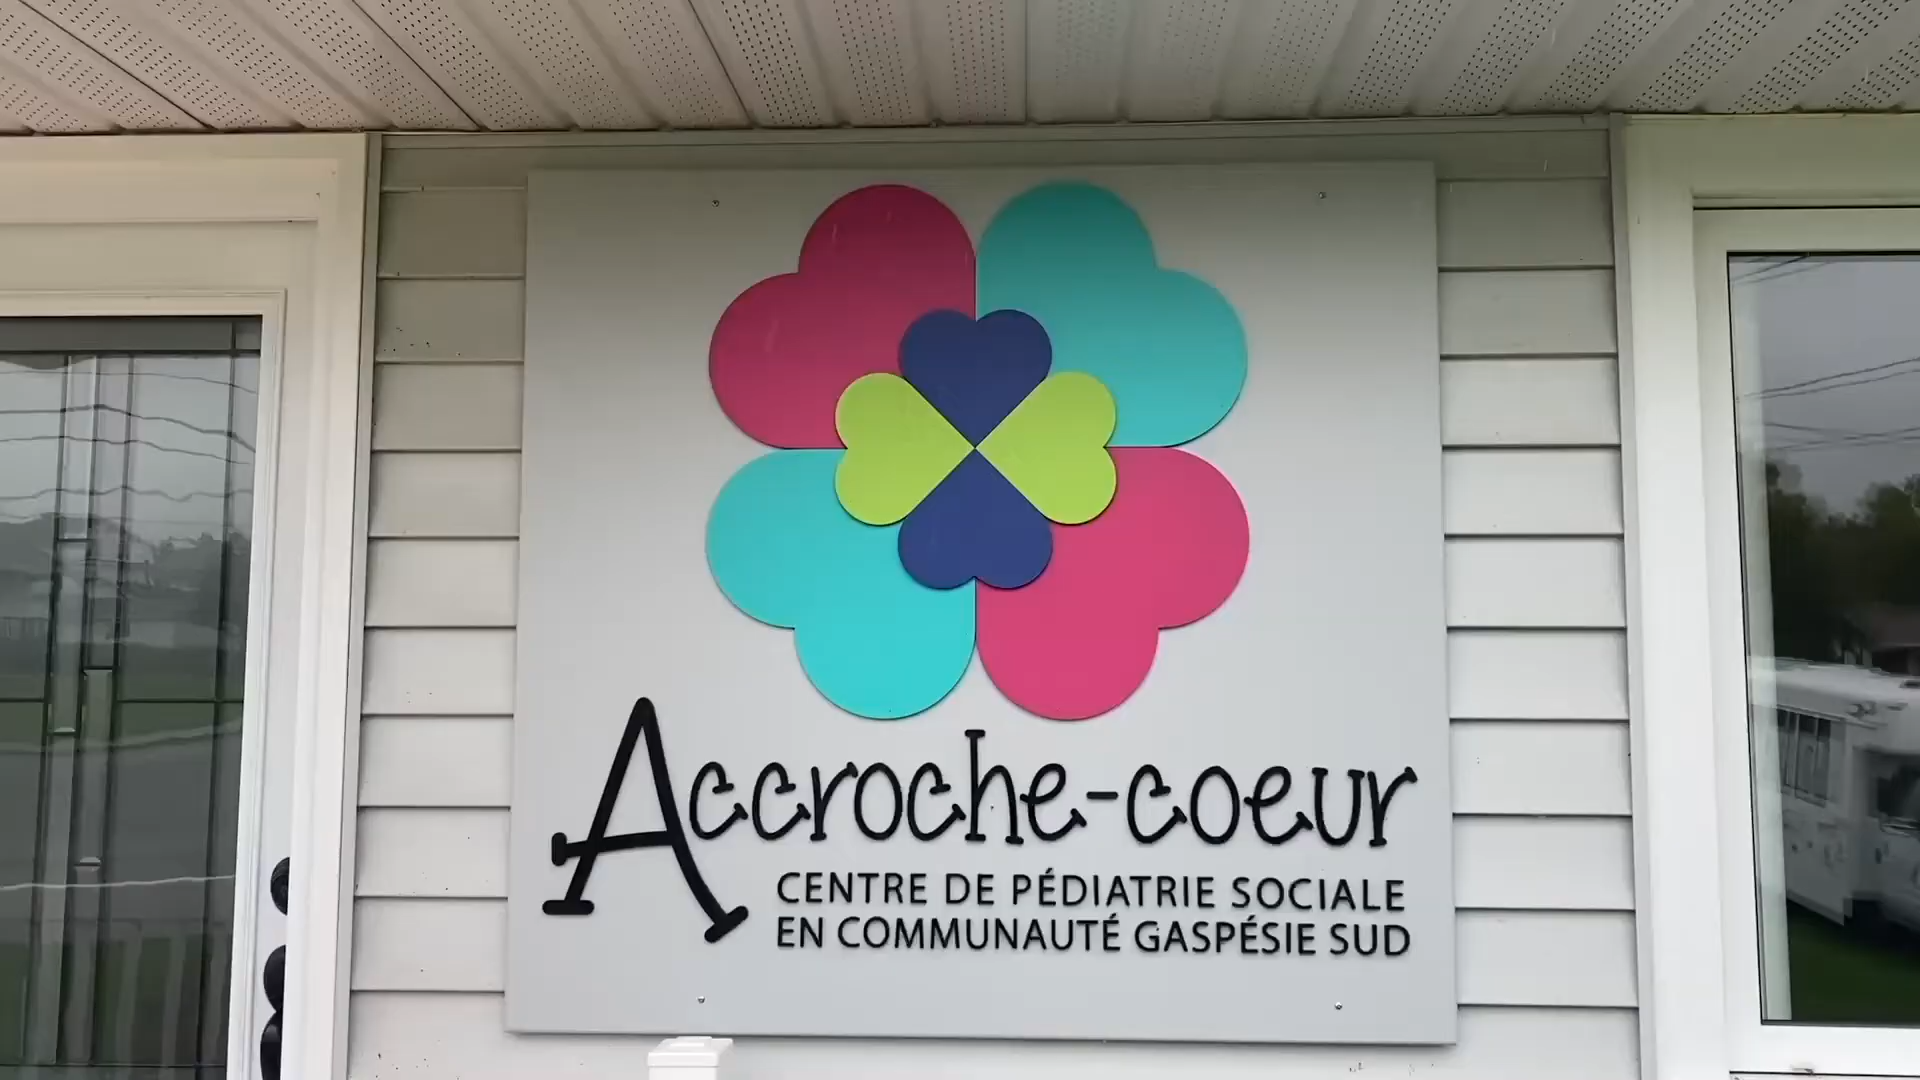 Accroche-coeur
CENTRE DE PÉDIATRIE SOCIALE
EN COMMUNAUTÉ GASPÉSIE SUD